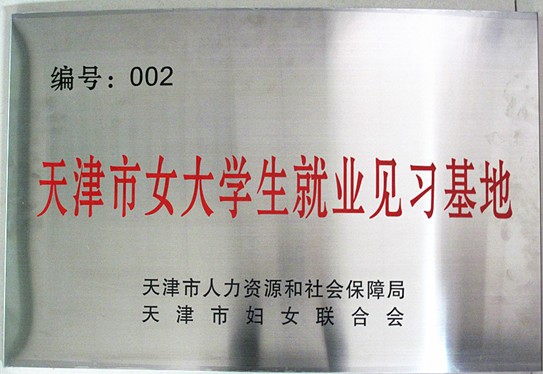 编号：002
天津市女大学生就业见习基地
天津市人力资源和社会保障局
天津市妇女联合会